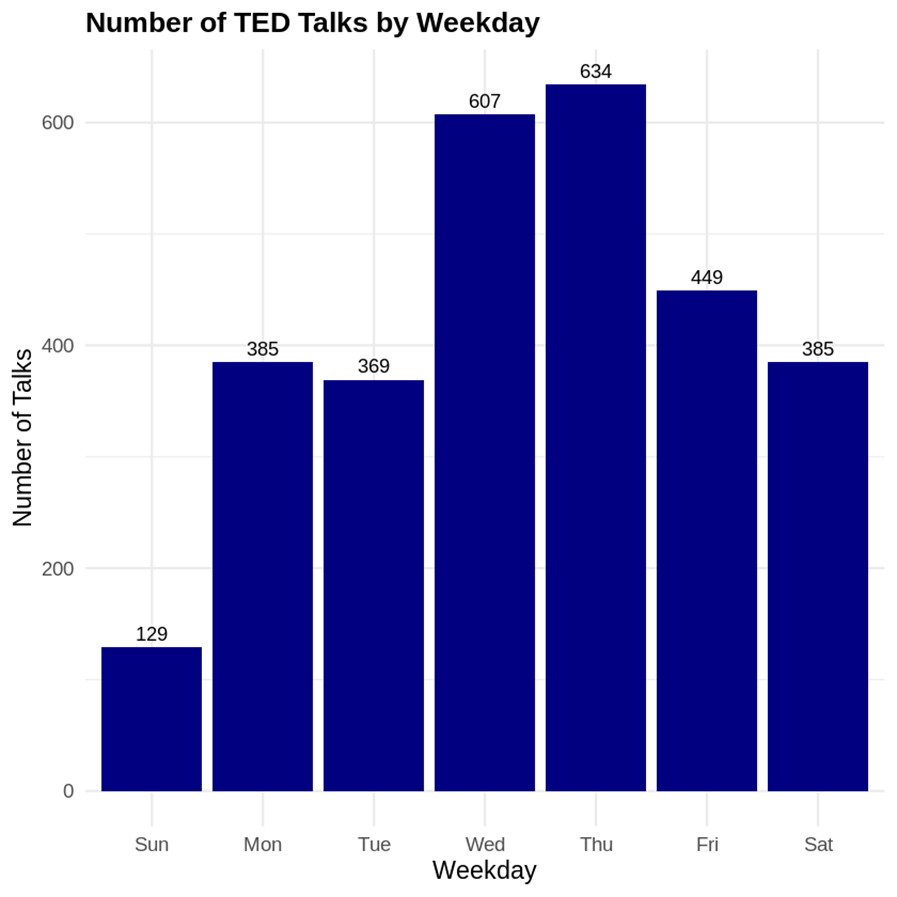 Number of TED Talks by Weekday
634
607
600
449
400
385
385
369
Number of Talks
200
129
0
Sun Mon Tue Wed Thu Fri Sat
Weekday